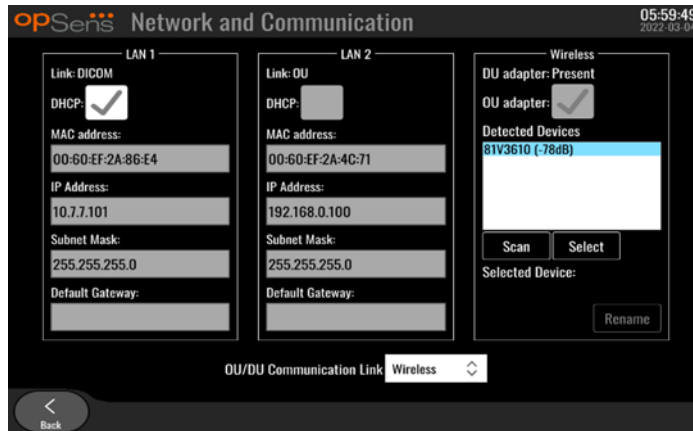 opSens Network and Communication
05:59:49
2022-03-04
LAN 1
Link: DICOM
DHCP:
MAC address:
00:60:EF:2A:86:E4
IP Address:
10.7.7.101
Subnet Mask:
255.255.255.0
Default Gateway:
LAN 2
Link: OU
DHCP:
MAC address:
00:60:EF:2A:4C:71
IP Address:
192.168.0.100
Subnet Mask:
255.255.255.0
Default Gateway:
Wireless
DU adapter: Present
OU adapter:
Detected Devices
81V3610 (-78dB)
Scan Select
Selected Device:
Rename
OU/DU Communication Link Wireless
Back